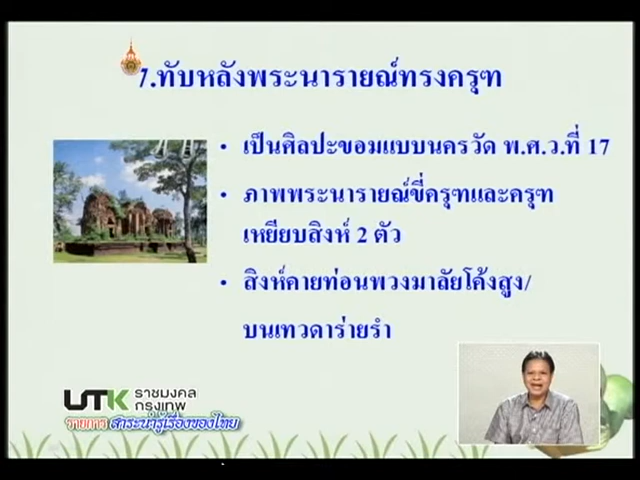 7.ทับหลังพระนารายณ์ทรงครุฑ
• เป็นศิลปะขอมแบบนครวัด พ.ศ.ว.ที่ 17
• ภาพพระนารายณ์ขี่ครุฑและครุฑ
เหยียบสิงห์ 2 ตัว
• สิงห์คายท่อนพวงมาลัยโค้งสูง/
บนเทวดาร่ายรำ
UTK ราชมงคล
กรุงเทพ
รายการ สาระน่ารู้เรื่องของไทย